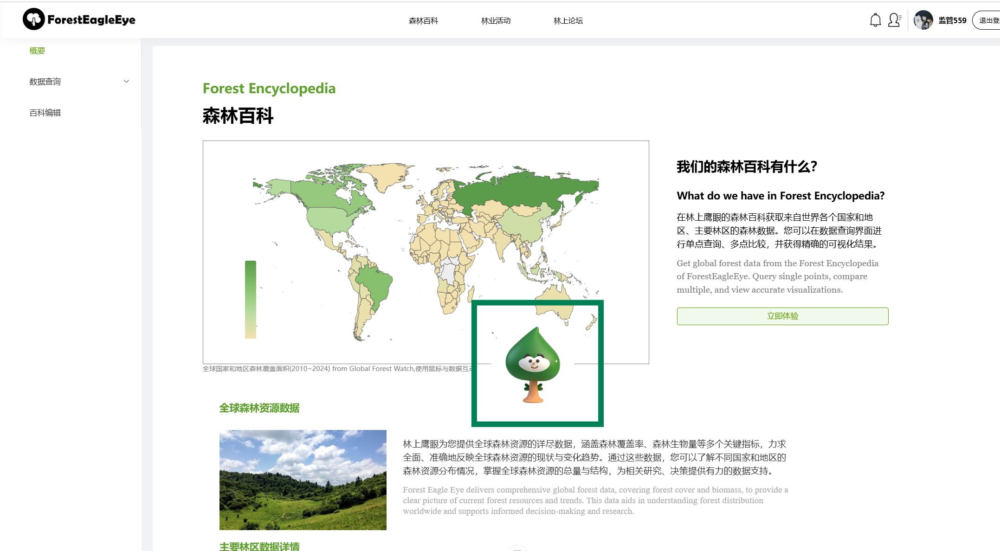 ForestEagleEye
森林百科
林业活动
林上论坛
监管559
退出登
概要
数据查询
百科编辑
Forest Encyclopedia
森林百科
我们的森林百科有什么?
What do we have in Forest Encyclopedia?
在林上鹰眼的森林百科获取来自世界各个国家和地
区、主要林区的森林数据。您可以在数据查询界面进
行单点查询、多点比较，并获得精确的可视化结果。
Get global forest data from the Forest Encyclopedia
of ForestEagleEye. Query single points, compare
multiple, and view accurate visualizations.
立即体验
全球国家和地区森林覆盖面积(2010~2024) from Global Forest Watch,使用鼠标与数据互动
全球森林资源数据
林上鹰眼为您提供全球森林资源的详尽数据，涵盖森林覆盖率、森林生物量等多个关键指标，力求
全面、准确地反映全球森林资源的现状与变化趋势。通过这些数据，您可以了解不同国家和地区的
森林资源分布情况，掌握全球森林资源的总量与结构，为相关研究、决策提供有力的数据支持。
Forest Eagle Eye delivers comprehensive global forest data, covering forest cover and biomass, to provide a
clear picture of current forest resources and trends. This data aids in understanding forest distribution
worldwide and supports informed decision-making and research.
主要林区数据详情